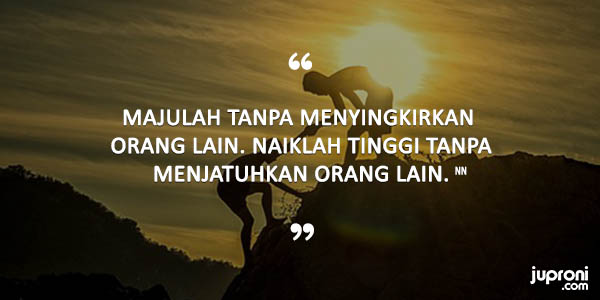 “
MAJULAH TANPA MENYINGKIRKAN
ORANG LAIN. NAIKLAH TINGGI TANPA
MENJATUHKAN ORANG LAIN. NN
”
juproni
.com